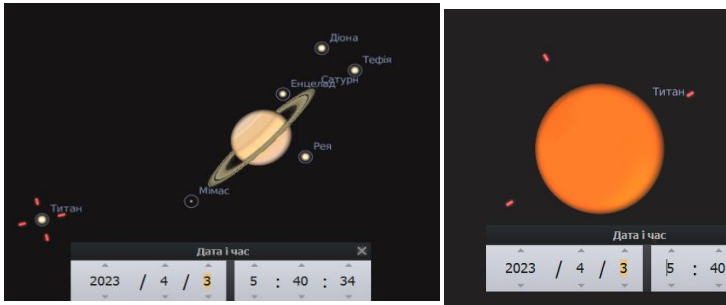 Діона
Тефія
Сатурн
Енцелад
Рея
Мімас
Титан
Дата і час
2023 / 4 / 3 5 : 40 : 34
Титан
Дата і час
2023 / 4 / 3 5 : 40